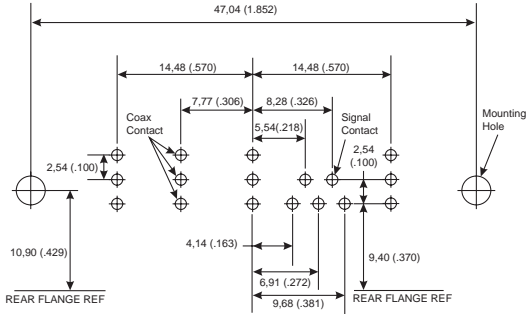 47,04 (1.852)
14,48 (.570)
14,48 (.570)
7,77 (.306)
8,28 (.326)
Coax
Contact
5,54(.218)
Signal
Contact
Mounting
Hole
2,54
(.100)
2,54 (.100)
10,90 (.429)
4,14 (.163)
9,40 (.370)
6,91 (.272)
REAR FLANGE REF
9,68 (.381)
REAR FLANGE REF